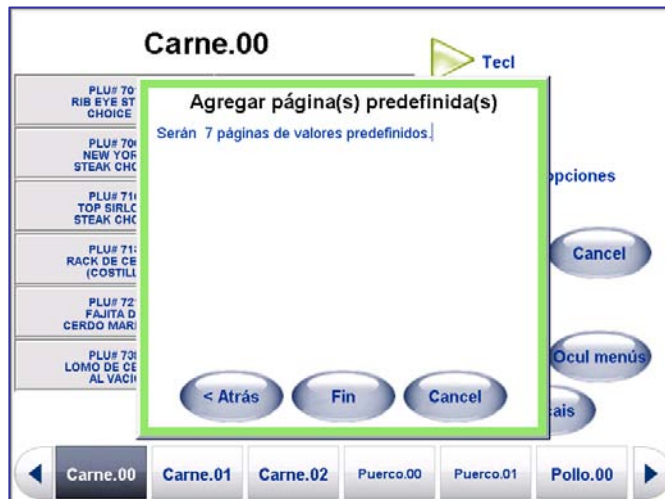 Carne.00
Tecl
PLU# 70
RIB EYE ST
CHOICE
Agregar página(s) predefinida(s)
Serán 7 páginas de valores predefinidos.
PLU# 70
NEW YOR
STEAK CHO
opciones
PLU# 71
TOP SIRLO
STEAK CHO
PLU# 71
RACK DE CE
(COSTILL
Cancel
PLU# 72
FAJITA D
CERDO MARI
PLU# 73
LOMO DE CE
AL VACI
Ocul menús
< Atrás
Fin
Cancel
ais
Carne.00
Carne.01
Carne.02
Puerco.00
Puerco.01
Pollo.00